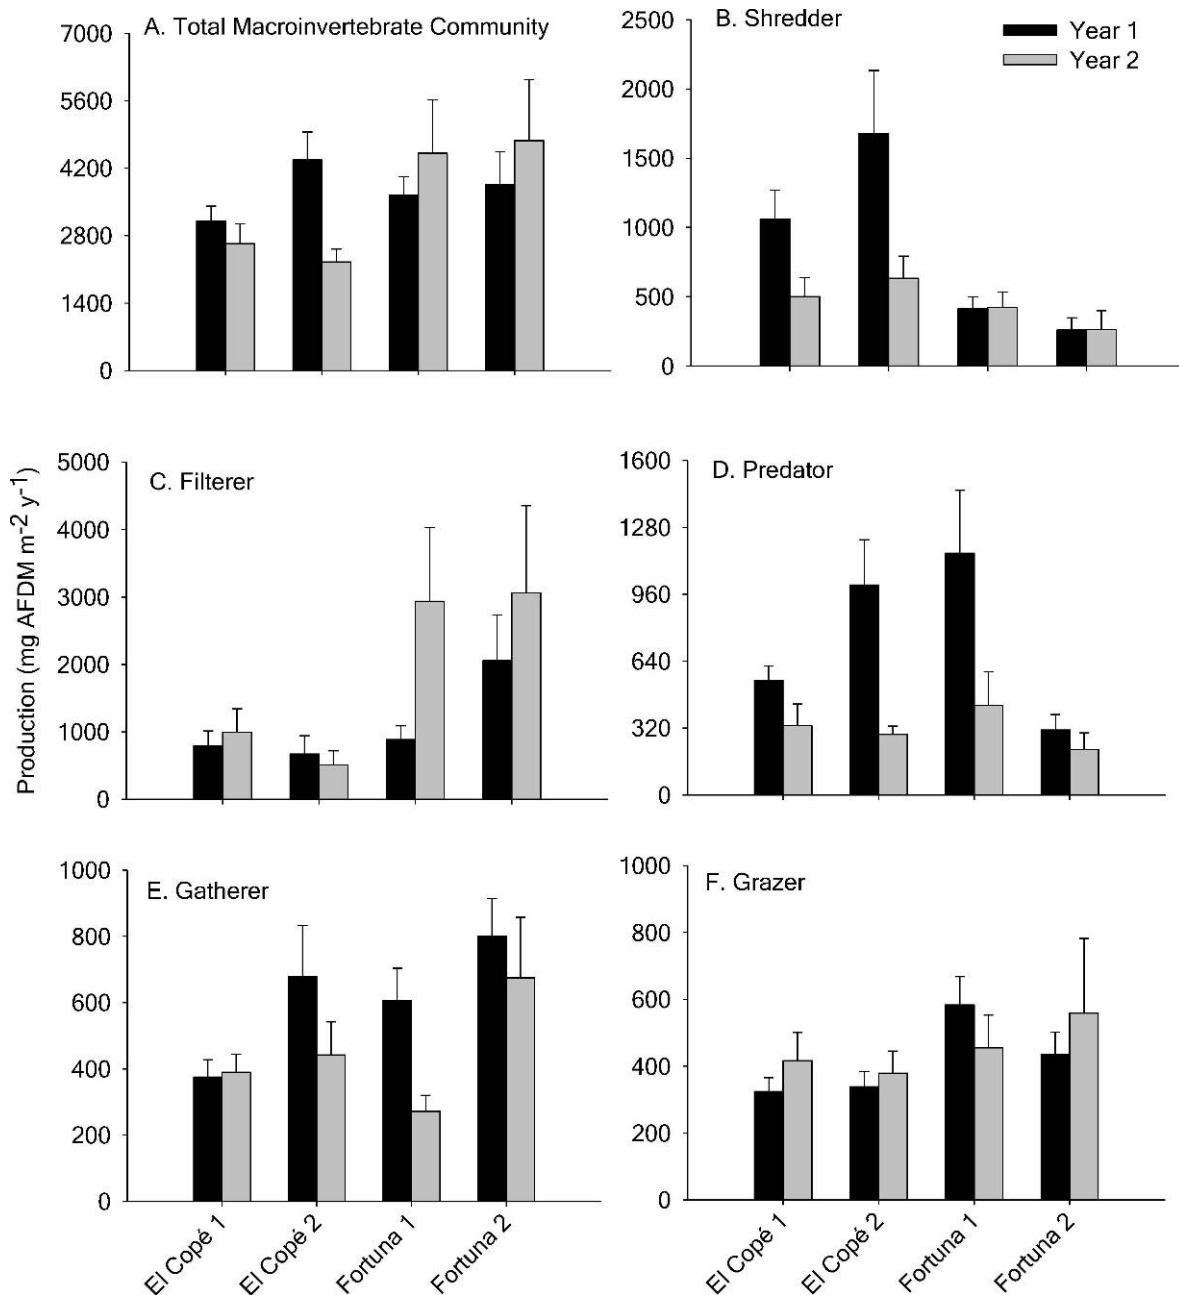 A. Total Macroinvertebrate Community
7000
5600
4200
2800
1400
0
B. Shredder
Year 1
Year 2
2500
2000
1500
1000
500
0
Production (mg AFDM m⁻² y⁻¹)
C. Filterer
5000
4000
3000
2000
1000
0
D. Predator
1600
1280
960
640
320
0
E. Gatherer
1000
800
600
400
200
0
El Copé 1
El Copé 2
Fortuna 1
Fortuna 2
F. Grazer
1000
800
600
400
200
0
El Copé 1
El Copé 2
Fortuna 1
Fortuna 2